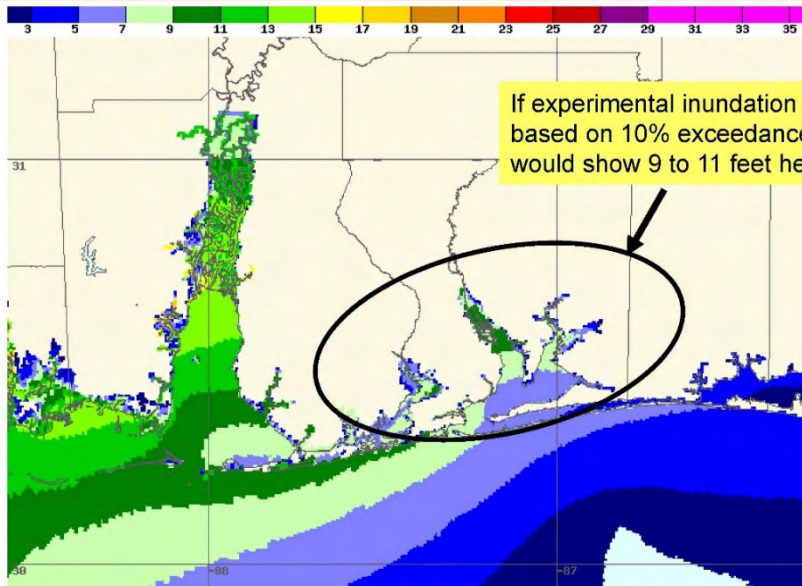 3 5 7 9 11 13 15 17 19 21 23 25 27 29 31 33 35
If experimental inundation
based on 10% exceedance
would show 9 to 11 feet
31
30 -88 -87